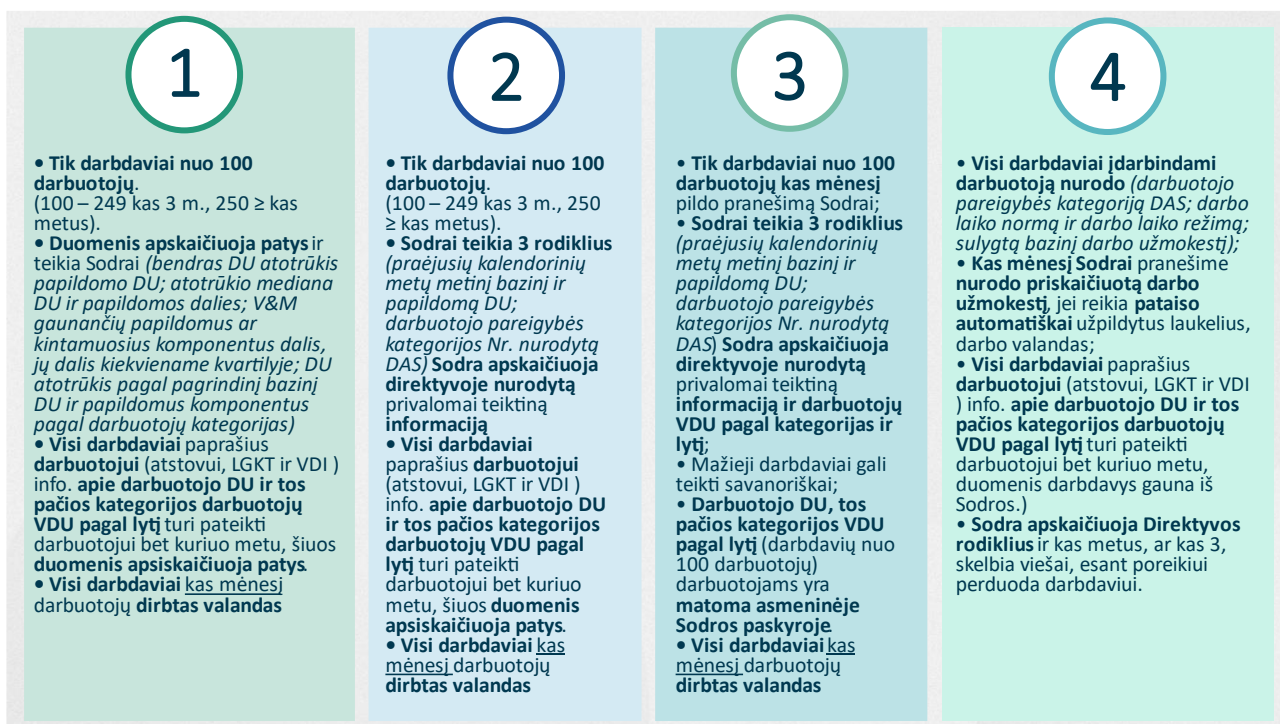 1
• Tik darbdaviai nuo 100
darbuotojų.
(100 – 249 kas 3 m., 250 ≥ kas
metus).
• Duomenis apskaičiuoja patys ir
teikia Sodrai (bendras DU atotrūkis
papildomo DU; atotrūkio mediana
DU ir papildomos dalies; V&M
gaunančių papildomus ar
kintamuosius komponentus dalis,
jų dalis kiekviename kvartilyje; DU
atotrūkis pagal pagrindinį bazinį
DU ir papildomus komponentus
pagal darbuotojų kategorijas)
• Visi darbdaviai paprašius
darbuotojui (atstovui, LGKT ir VDI )
info. apie darbuotojo DU ir tos
pačios kategorijos darbuotojų
VDU pagal lytį turi pateikti
darbuotojui bet kuriuo metu, šiuos
duomenis apsiskaičiuoja patys.
• Visi darbdaviai kas mėnesį
darbuotojų dirbtas valandas
2
• Tik darbdaviai nuo 100
darbuotojų.
(100 – 249 kas 3 m., 250
≥ kas metus).
• Sodrai teikia 3 rodiklius
(praėjusių kalendorinių
metų metinį bazinį ir
papildomą DU;
darbuotojo pareigybės
kategorijos Nr. nurodytą
DAS) Sodra apskaičiuoja
direktyvoje nurodytą
privalomai teiktiną
informaciją
• Visi darbdaviai
paprašius darbuotojui
(atstovui, LGKT ir VDI )
info. apie darbuotojo DU
ir tos pačios kategorijos
darbuotojų VDU pagal
lytį turi pateikti
darbuotojui bet kuriuo
metu, šiuos duomenis
apsiskaičiuoja patys.
• Visi darbdaviai kas
mėnesį darbuotojų
dirbtas valandas
3
• Tik darbdaviai nuo 100
darbuotojų kas mėnesį
pildo pranešimą Sodrai;
• Sodrai teikia 3 rodiklius
(praėjusių kalendorinių
metų metinį bazinį ir
papildomą DU;
darbuotojo pareigybės
kategorijos Nr. nurodytą
DAS) Sodra apskaičiuoja
direktyvoje nurodytą
privalomai teiktiną
informaciją ir darbuotojų
VDU pagal kategorijas ir
lytį;
• Mažieji darbdaviai gali
teikti savanoriškai;
• Darbuotojo DU, tos
pačios kategorijos VDU
pagal lytį (darbdavių nuo
100 darbuotojų)
darbuotojams yra
matoma asmeninėje
Sodros paskyroje.
• Visi darbdaviai kas
mėnesį darbuotojų
dirbtas valandas
4
• Visi darbdaviai įdarbindami
darbuotoją nurodo (darbuotojo
pareigybės kategoriją DAS; darbo
laiko normą ir darbo laiko režimą;
sulygtą bazinį darbo užmokestį);
• Kas mėnesį Sodrai pranešime
nurodo priskaičiuotą darbo
užmokestį, jei reikia pataiso
automatiškai užpildytus laukelius,
darbo valandas;
• Visi darbdaviai paprašius
darbuotojui (atstovui, LGKT ir VDI
) info. apie darbuotojo DU ir tos
pačios kategorijos darbuotojų
VDU pagal lytį turi pateikti
darbuotojui bet kuriuo metu,
duomenis darbdavys gauna iš
Sodros.)
• Sodra apskaičiuoja Direktyvos
rodiklius ir kas metus, ar kas 3,
skelbia viešai, esant poreikiui
perduoda darbdaviui.